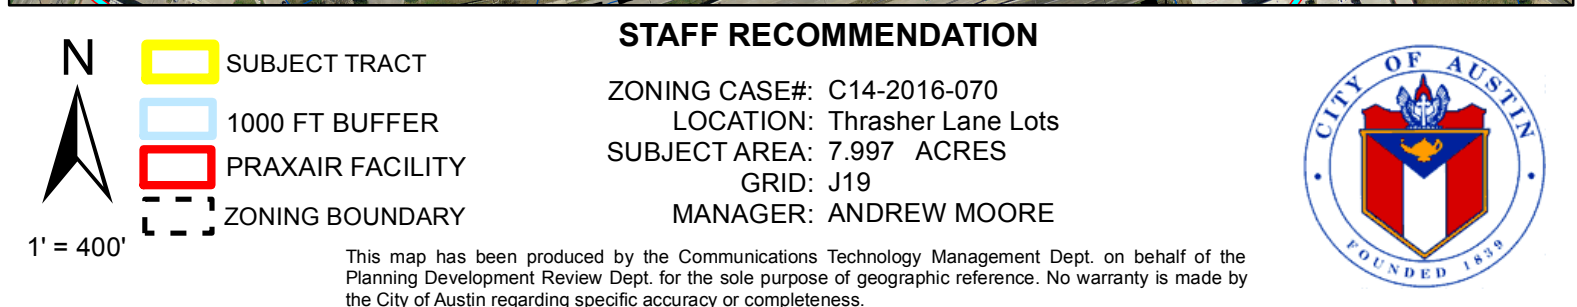 STAFF RECOMMENDATION
N
1' = 400'
SUBJECT TRACT
1000 FT BUFFER
PRAXAIR FACILITY
ZONING BOUNDARY
ZONING CASE#: C14-2016-070
LOCATION: Thrasher Lane Lots
SUBJECT AREA: 7.997 ACRES
GRID: J19
MANAGER: ANDREW MOORE
This map has been produced by the Communications Technology Management Dept. on behalf of the
Planning Development Review Dept. for the sole purpose of geographic reference. No warranty is made by
the City of Austin regarding specific accuracy or completeness.
CITY OF AUSTIN
FOUNDED 1839